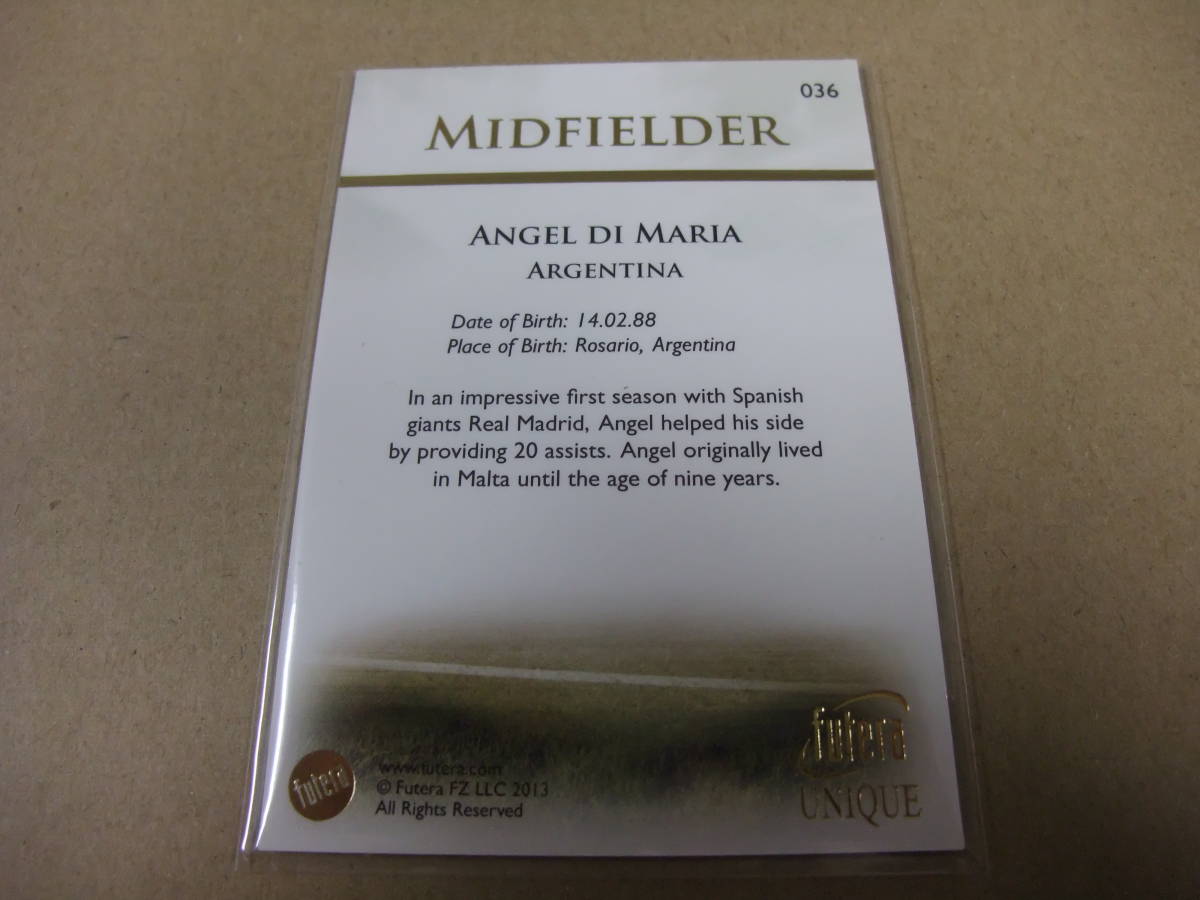 036
MIDFIELDER
ANGEL DI MARIA
ARGENTINA
Date of Birth: 14.02.88
Place of Birth: Rosario, Argentina
In an impressive first season with Spanish
giants Real Madrid, Angel helped his side
by providing 20 assists. Angel originally lived
in Malta until the age of nine years.
futera
UNIQUE
futera
www.futera.com
© Futera FZ LLC 2013
All Rights Reserved